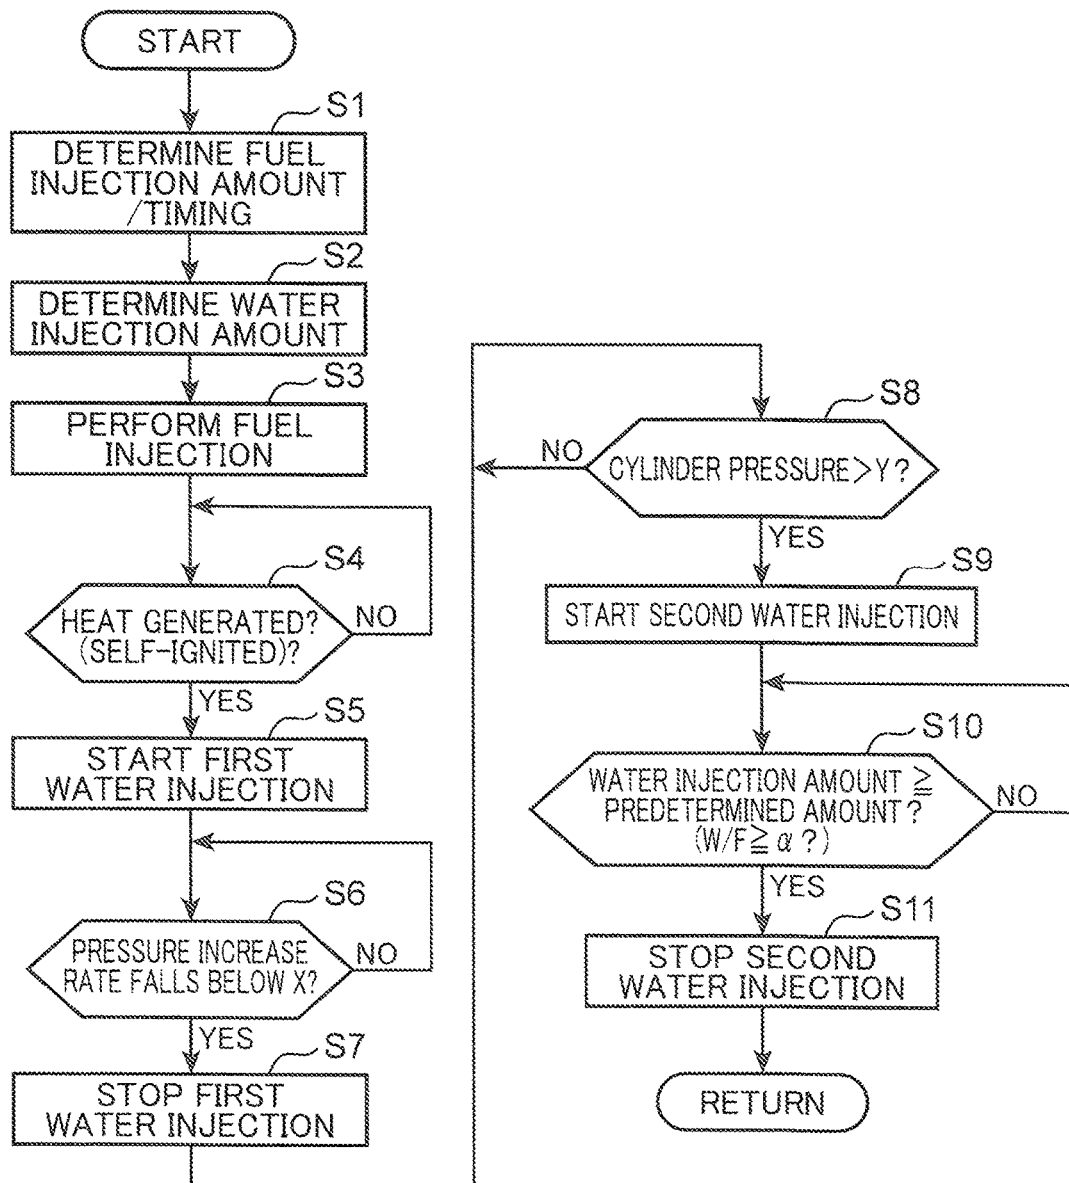 START
S1
DETERMINE FUEL
INJECTION AMOUNT
/TIMING
S2
DETERMINE WATER
INJECTION AMOUNT
S3
PERFORM FUEL
INJECTION
S4
HEAT GENERATED?
(SELF-IGNITED)?
NO
YES
S5
START FIRST
WATER INJECTION
S6
PRESSURE INCREASE
RATE FALLS BELOW X?
NO
YES
S7
STOP FIRST
WATER INJECTION
S8
CYLINDER PRESSURE>Y?
NO
YES
S9
START SECOND WATER INJECTION
S10
WATER INJECTION AMOUNT ≧
PREDETERMINED AMOUNT?
(W/F≧ α ?)
NO
YES
S11
STOP SECOND
WATER INJECTION
RETURN